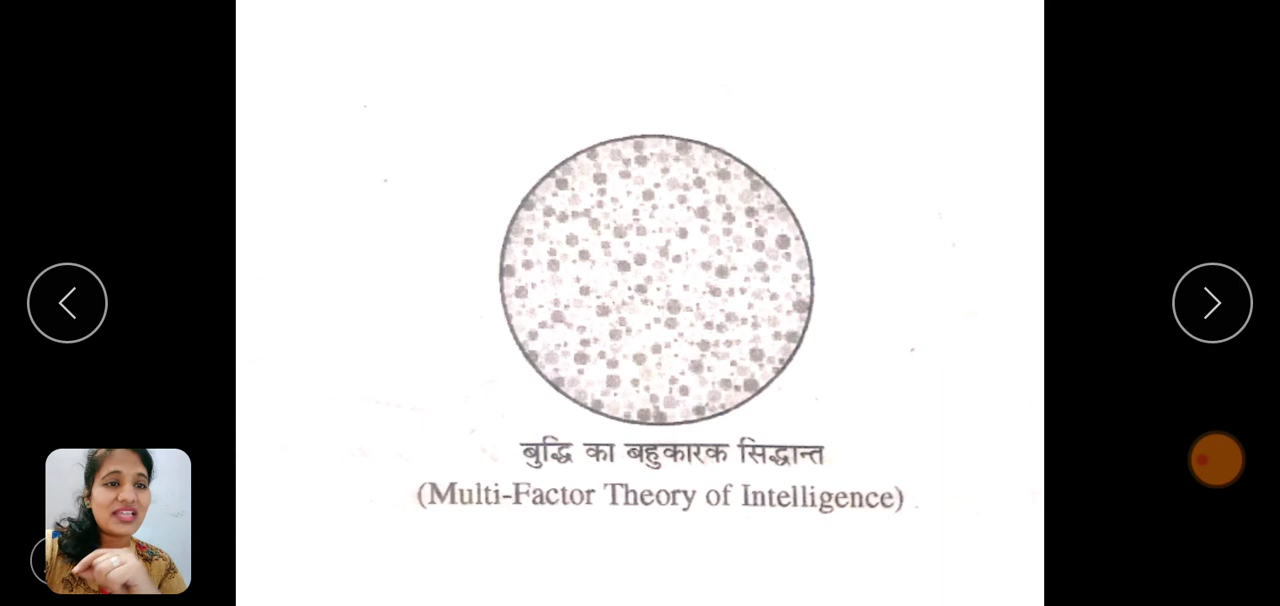 बुद्धि का बहुकारक सिद्धान्त
(Multi-Factor Theory of Intelligence)